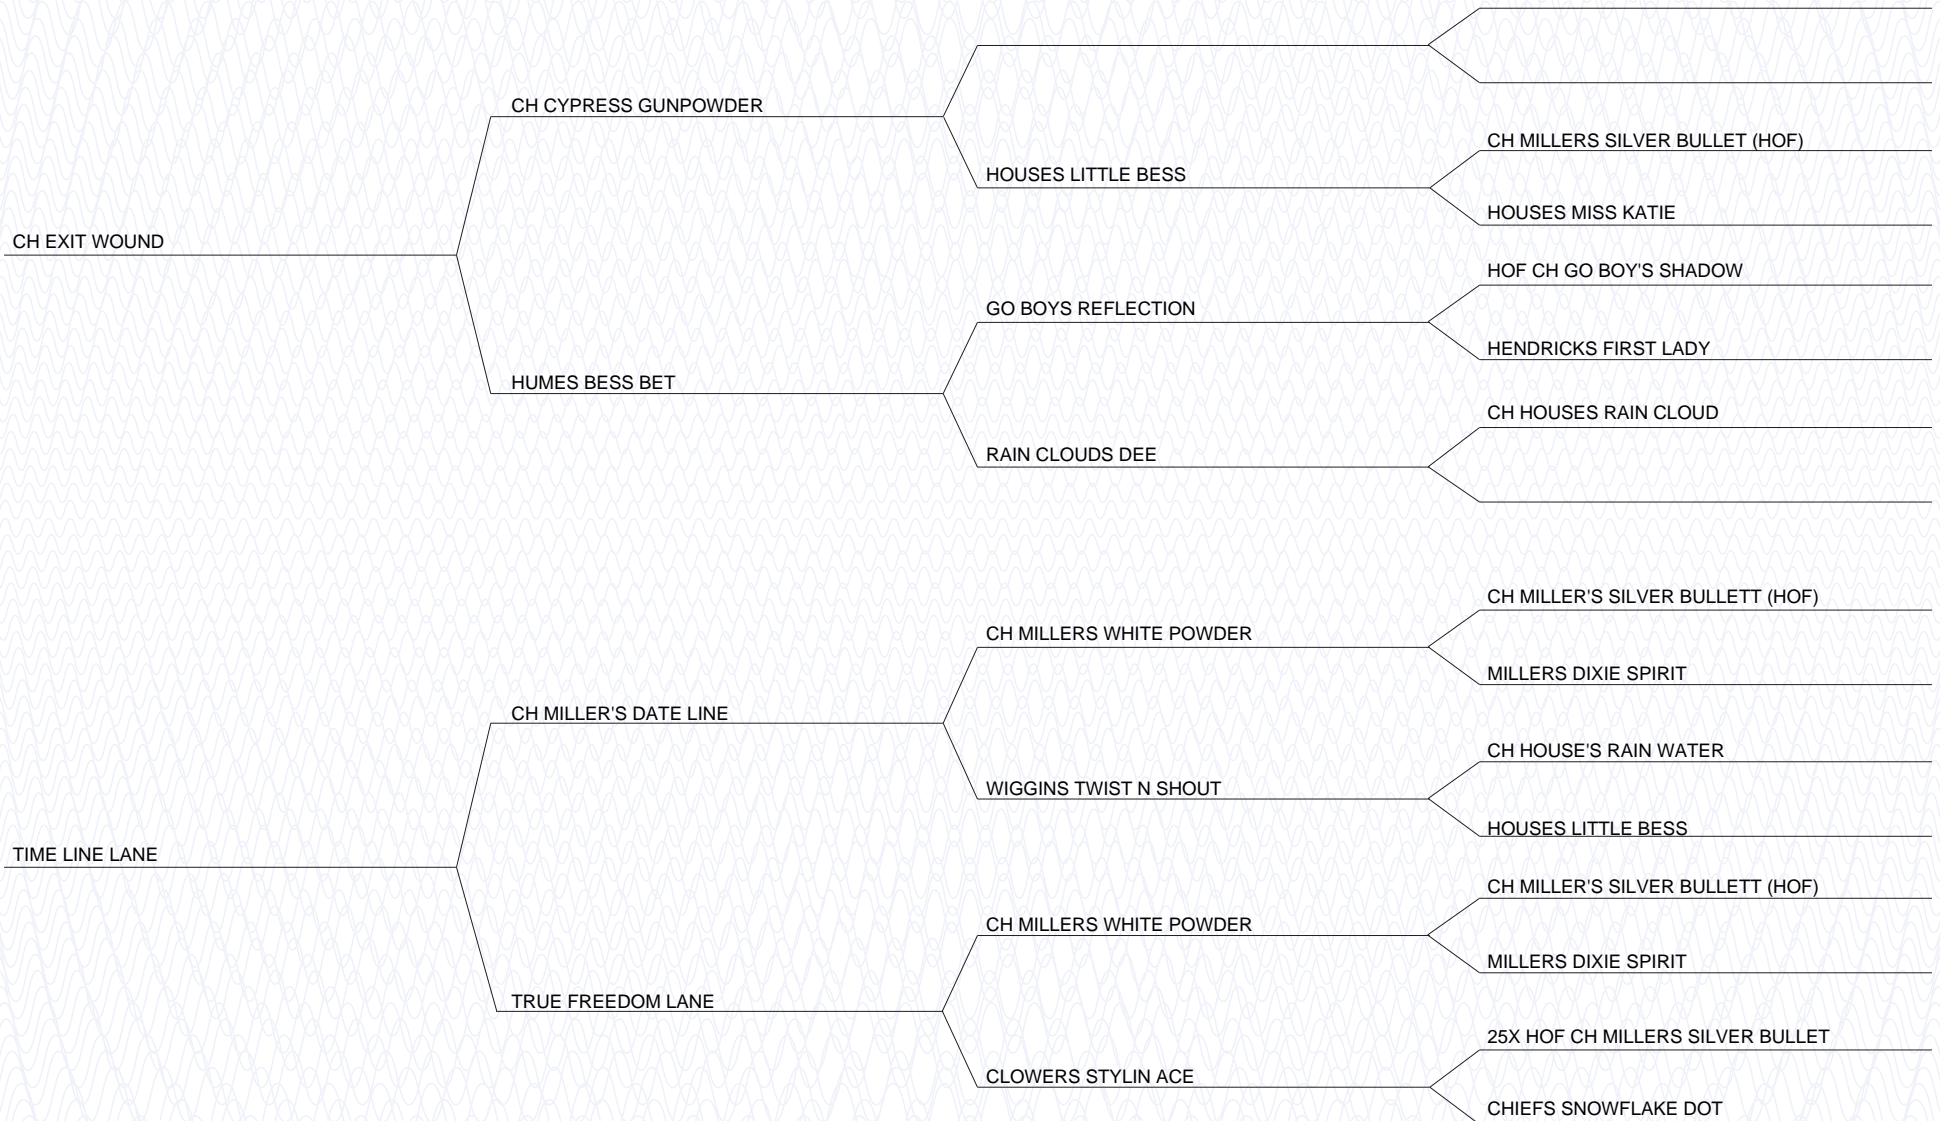 CH CYPRESS GUNPOWDER
CH MILLERS SILVER BULLET (HOF)
HOUSES LITTLE BESS
HOUSES MISS KATIE
CH EXIT WOUND
HOF CH GO BOY'S SHADOW
GO BOYS REFLECTION
HENDRICKS FIRST LADY
HUMES BESS BET
CH HOUSES RAIN CLOUD
RAIN CLOUDS DEE
CH MILLER'S SILVER BULLETT (HOF)
CH MILLERS WHITE POWDER
MILLERS DIXIE SPIRIT
CH MILLER'S DATE LINE
CH HOUSE'S RAIN WATER
WIGGINS TWIST N SHOUT
HOUSES LITTLE BESS
TIME LINE LANE
CH MILLER'S SILVER BULLETT (HOF)
CH MILLERS WHITE POWDER
MILLERS DIXIE SPIRIT
TRUE FREEDOM LANE
25X HOF CH MILLERS SILVER BULLET
CLOWERS STYLIN ACE
CHIEFS SNOWFLAKE DOT